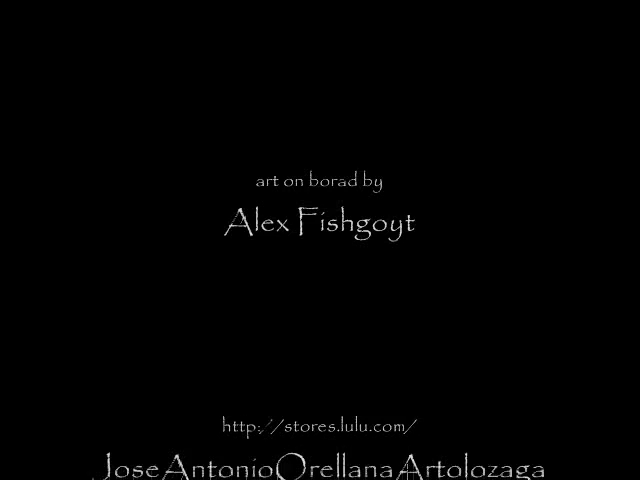 art on borad by
Alex Fishgoyt
http://stores.lulu.com/
JoseAntonioOrellanaArtolozaga